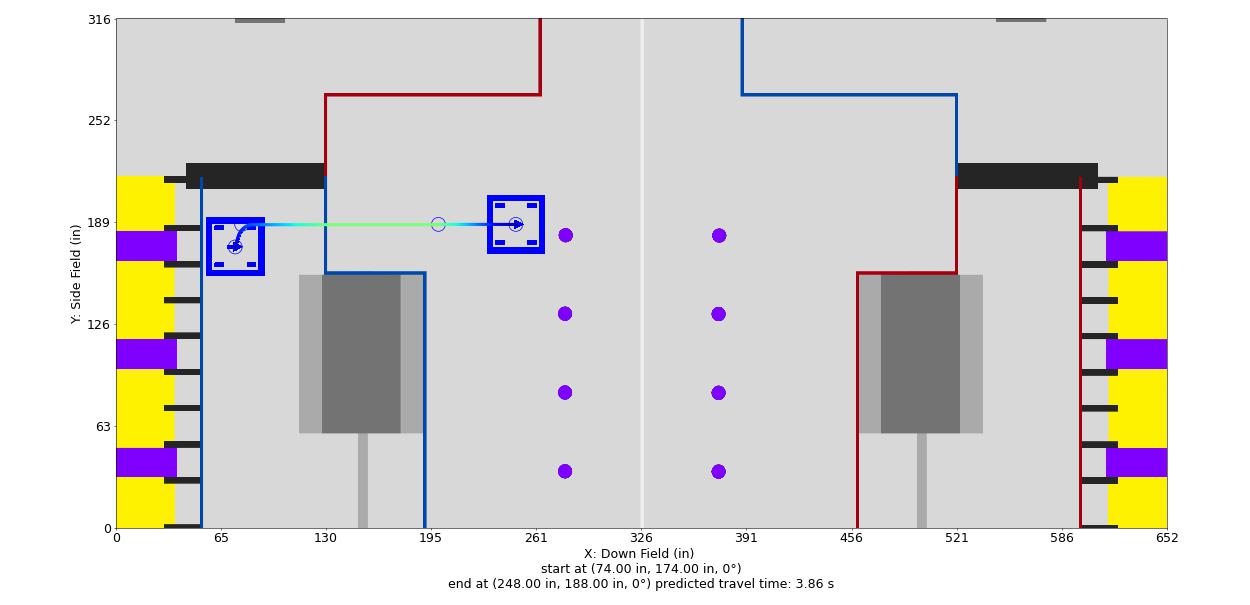 316
252
189
126
63
0
Y: Side Field (in)
0 65 130 195 261 326 391 456 521 586 652
X: Down Field (in)
start at (74.00 in, 174.00 in, 0°)
end at (248.00 in, 188.00 in, 0°) predicted travel time: 3.86 s